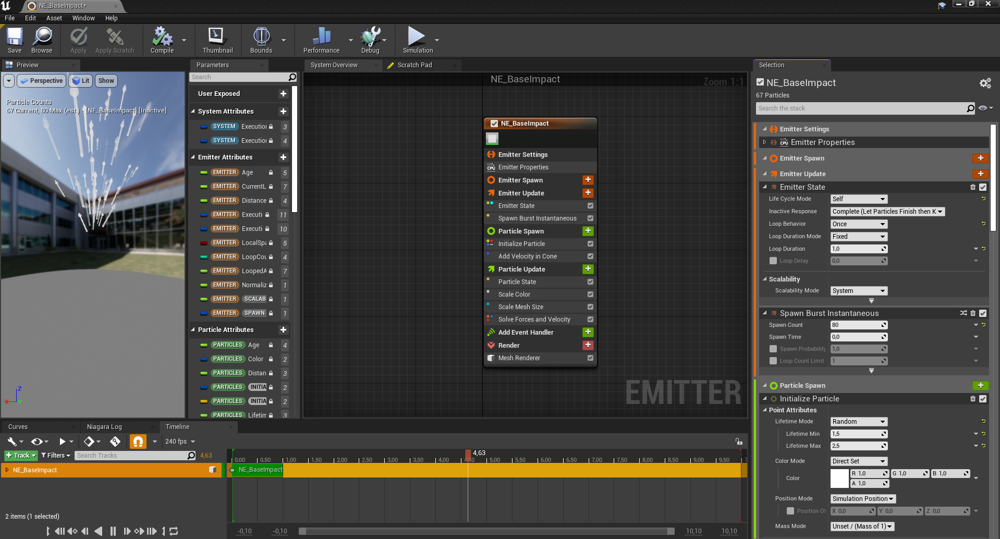 NE_BaseImpact•
File Edit Asset Window Help
Save Browse Apply Apply Scratch Compile Thumbnail Bounds Performance Debug Simulation
Preview
Perspective Lit Show
Particle Counts
67 Current, 80 Max (est.) - [NE_BaseImpact] [Inactive]
Z
X Y
Parameters
Search
User Exposed
System Attributes
SYSTEM Execution 3
SYSTEM Execution 4
Emitter Attributes
EMITTER Age 5
EMITTER CurrentL 7
EMITTER Distance 4
EMITTER Executi 11
EMITTER Executi 10
EMITTER LocalSpa 5
EMITTER LoopCou 4
EMITTER LoopedA 7
EMITTER Normaliz 1
EMITTER SCALAB 1
EMITTER SPAWN 1
Particle Attributes
PARTICLES Age 4
PARTICLES Color 2
PARTICLES Distan 3
PARTICLES INITIA 2
PARTICLES INITIA 2
PARTICLES Lifetim 3
System Overview Scratch Pad
NE_BaseImpact
Zoom 1:1
NE_BaseImpact
Emitter Settings
CPU Emitter Properties
Emitter Spawn
Emitter Update
Emitter State
Spawn Burst Instantaneous
Particle Spawn
Initialize Particle
Add Velocity in Cone
Particle Update
Particle State
Scale Color
Scale Mesh Size
Solve Forces and Velocity
Add Event Handler
Render
Mesh Renderer
EMITTER
Selection
NE_BaseImpact
67 Particles
Search the stack
Emitter Settings
CPU Emitter Properties
Emitter Spawn
Emitter Update
Emitter State
Life Cycle Mode Self
Inactive Response Complete (Let Particles Finish then K
Loop Behavior Once
Loop Duration Mode Fixed
Loop Duration 1,0
Loop Delay 0,0
Scalability
Scalability Mode System
Spawn Burst Instantaneous
Spawn Count 80
Spawn Time 0,0
Spawn Probability 1,0
Loop Count Limit 1
Particle Spawn
Initialize Particle
Point Attributes
Lifetime Mode Random
Lifetime Min 1,5
Lifetime Max 2,5
Color Mode Direct Set
Color R 1,0 G 1,0 B 1,0
A 1,0
Position Mode Simulation Position
Position Of X 0,0 Y 0,0 Z 0,0
Mass Mode Unset / (Mass of 1)
Curves Niagara Log Timeline
240 fps
Track Filters Search Tracks 4,63
4,63
0,00 0,50 1,00 1,50 2,00 2,50 3,00 3,50 4,00 5,00 5,50 6,00 6,50 7,00 7,50 8,00 8,50 9,00 9,50
NE_BaseImpact
NE_BaseImpact
2 items (1 selected)
-0,10 -0,10 10,10 10,10